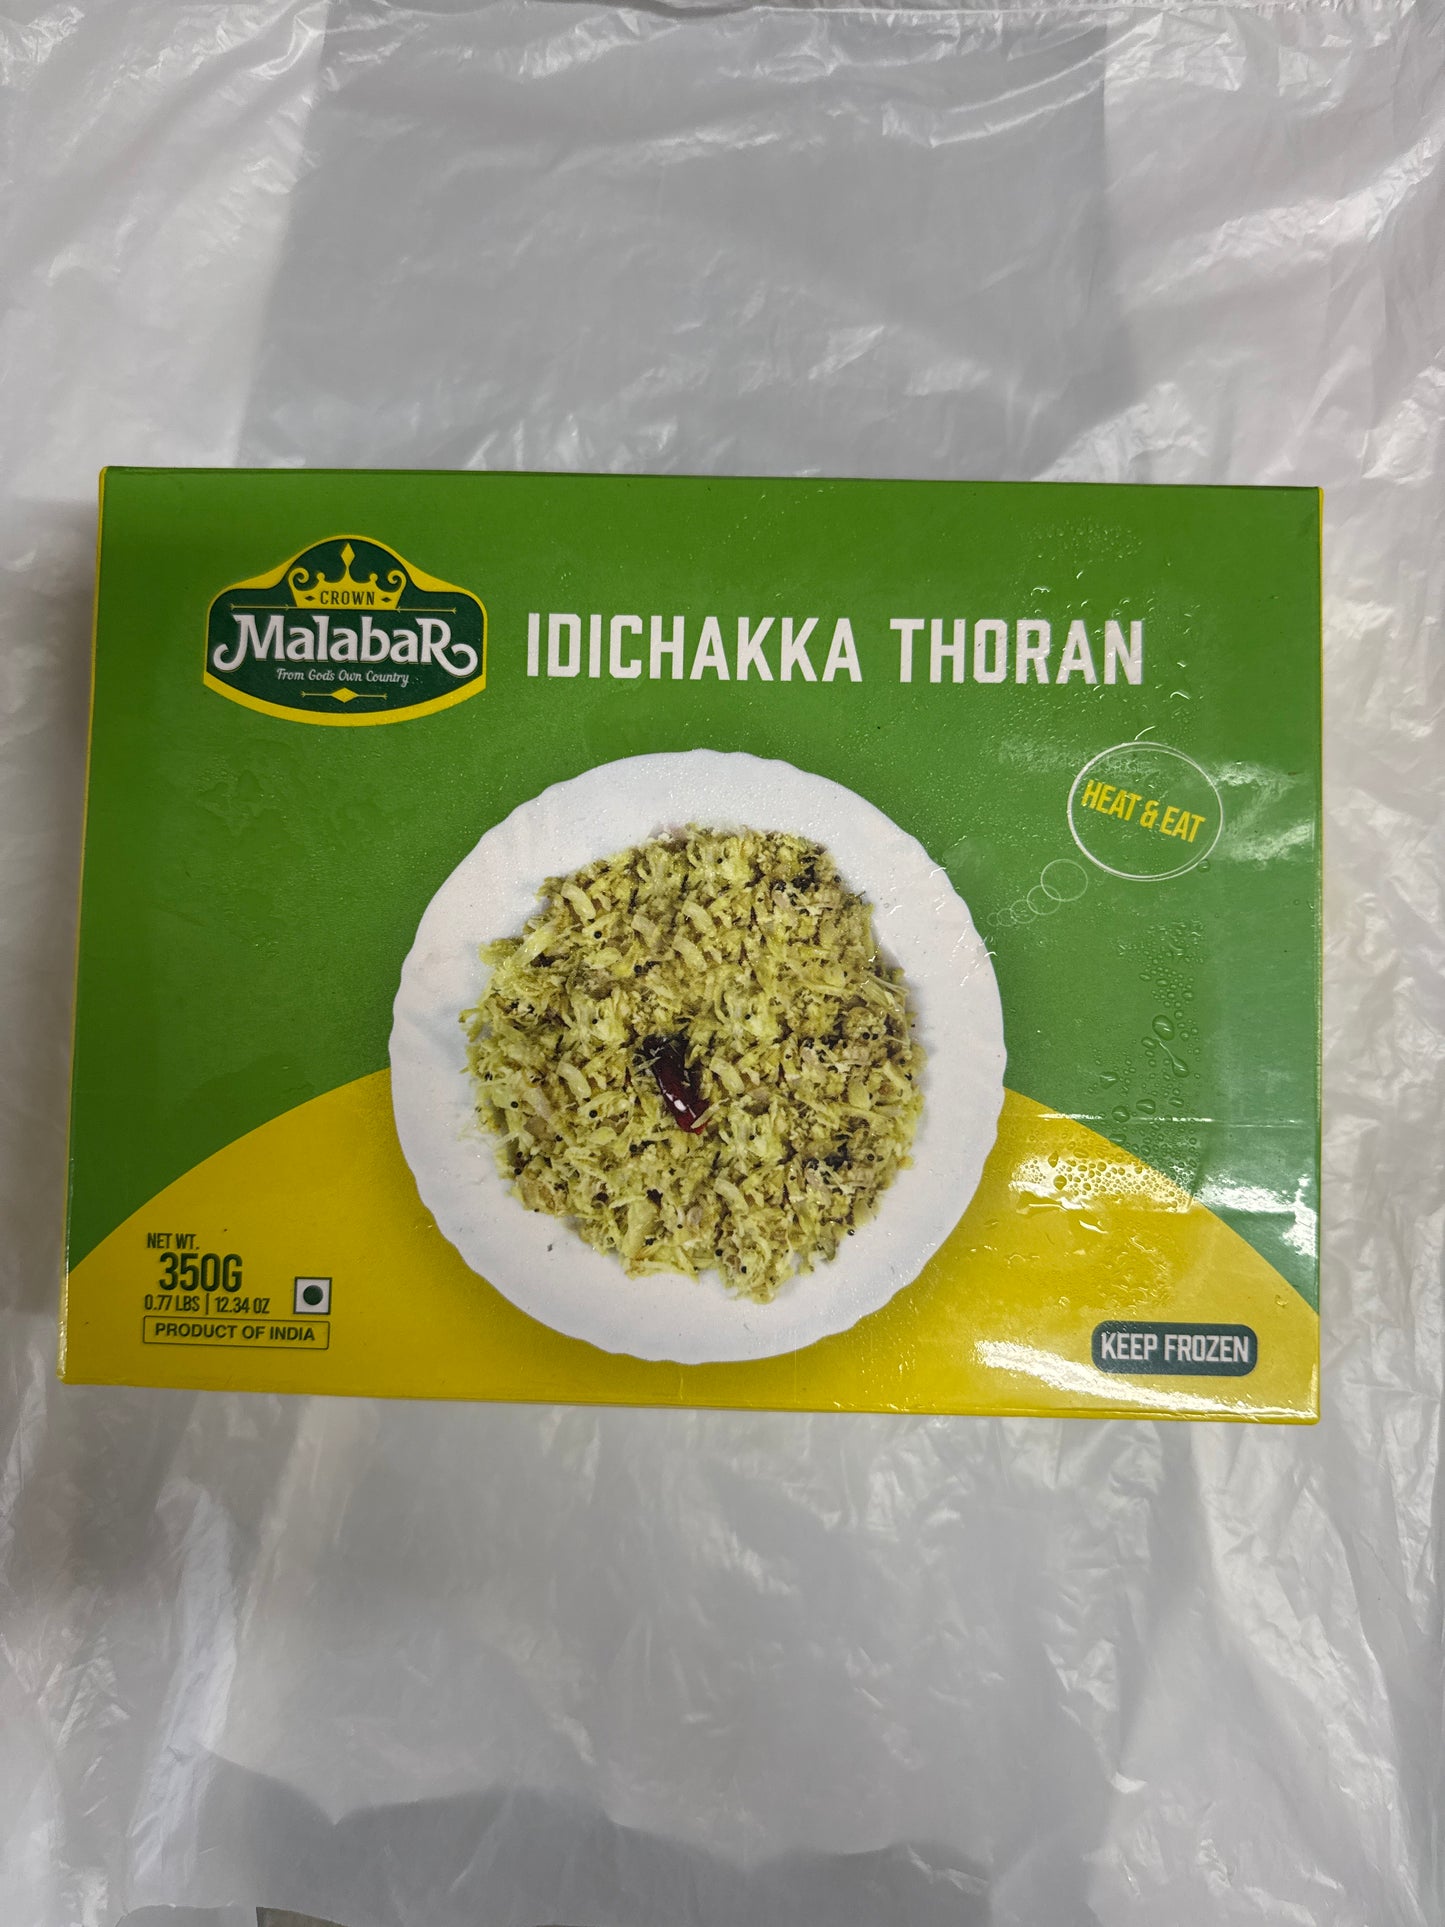 CROWN
MalabaR
From God's Own Country
IDICHAKKA THORAN
HEAT & EAT
NET WT.
350G
0.77 LBS | 12.34 OZ
PRODUCT OF INDIA
KEEP FROZEN